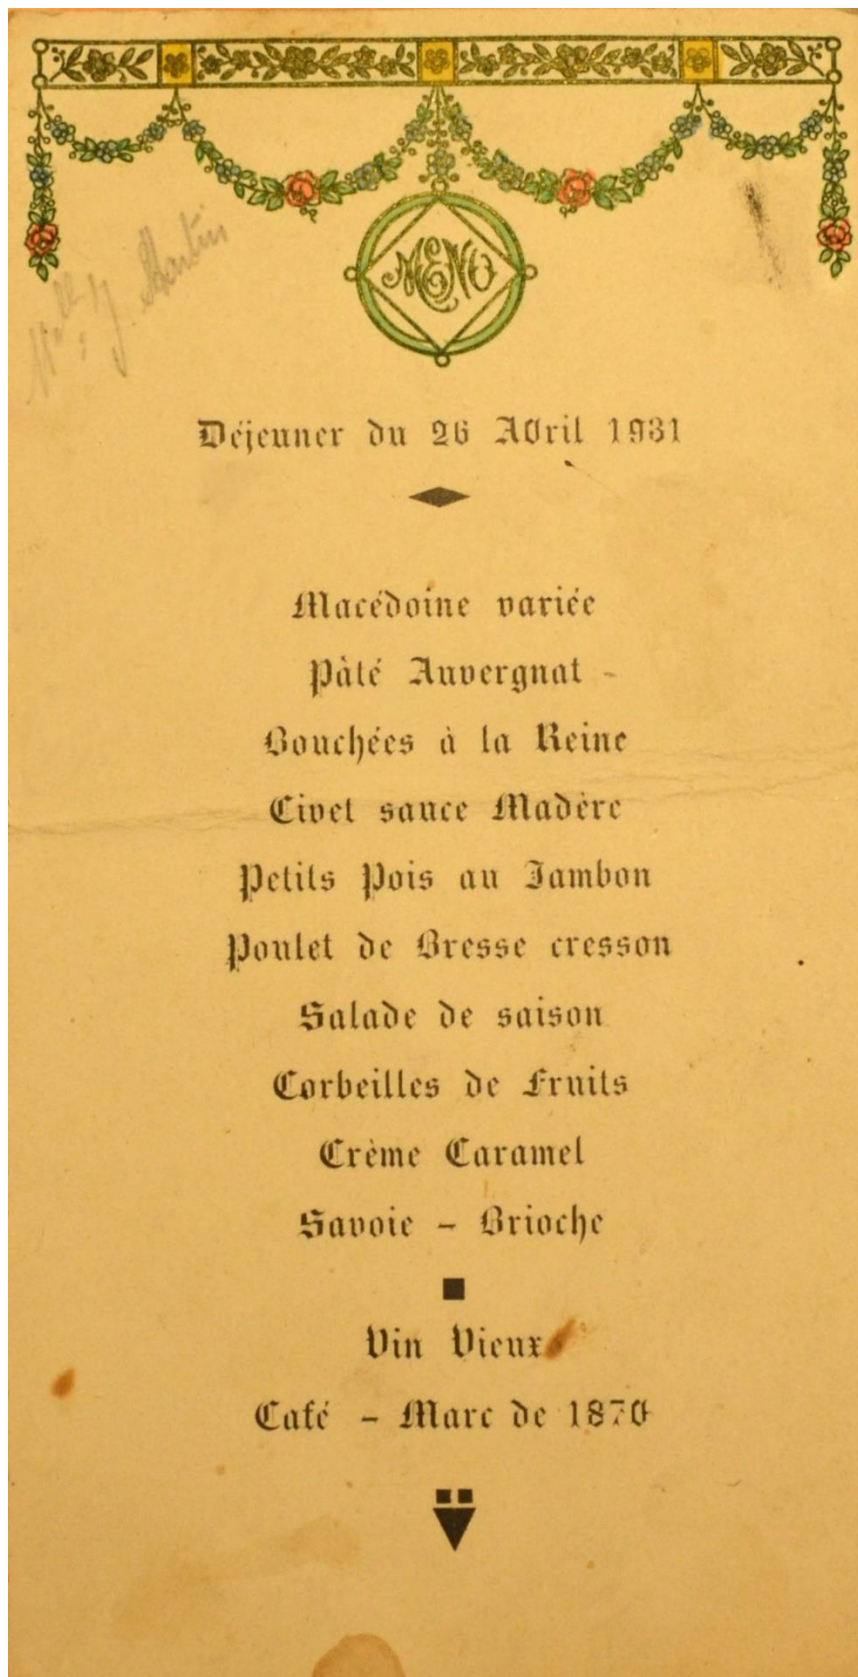 MENU
Mlle J Martin
Déjeuner du 26 Avril 1931
Macédoine variée
Pâté Auvergnat -
Bouchées à la Reine
Civet sauce Madère
Petits Pois au Jambon
Poulet de Bresse cresson
Salade de saison
Corbeilles de Fruits
Crème Caramel
Savoie - Brioche
Vin Vieux
Café - Marc de 1870